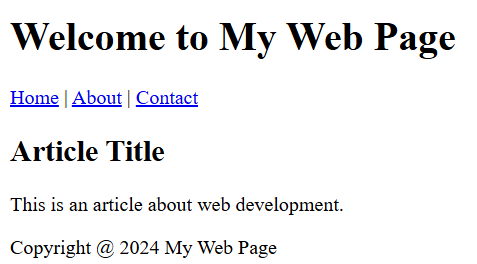 Welcome to My Web Page
Home | About | Contact
Article Title
This is an article about web development.
Copyright @ 2024 My Web Page